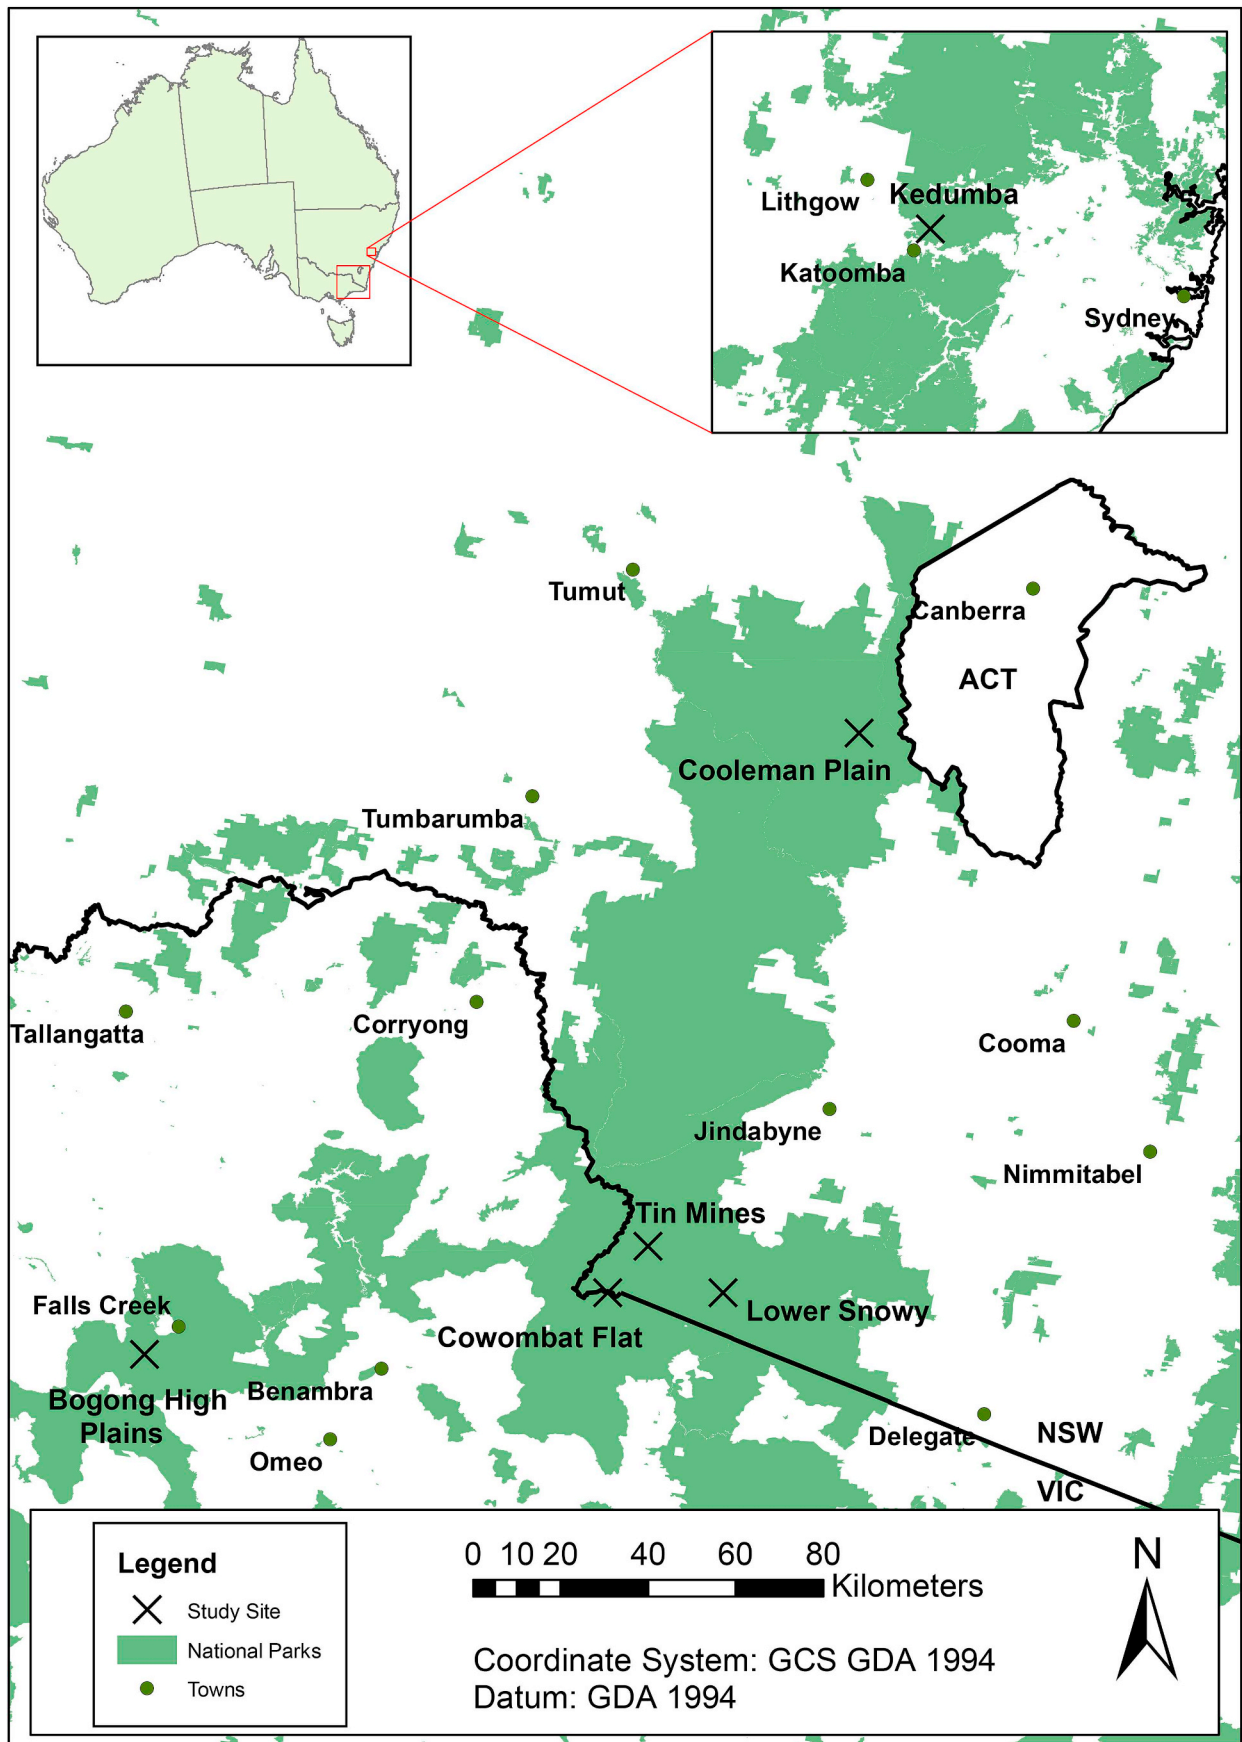 Lithgow
Kedumba
Katoomba
Sydney
Tumut
Canberra
ACT
Cooleman Plain
Tumbarumba
Tallangatta
Corryong
Cooma
Jindabyne
Nimmitabel
Tin Mines
Falls Creek
Lower Snowy
Cowombat Flat
Bogong High
Plains
Benambra
Omeo
Delegate
NSW
VIC
Legend
Study Site
National Parks
Towns
0 10 20 40 60 80
Kilometers
Coordinate System: GCS GDA 1994
Datum: GDA 1994
N